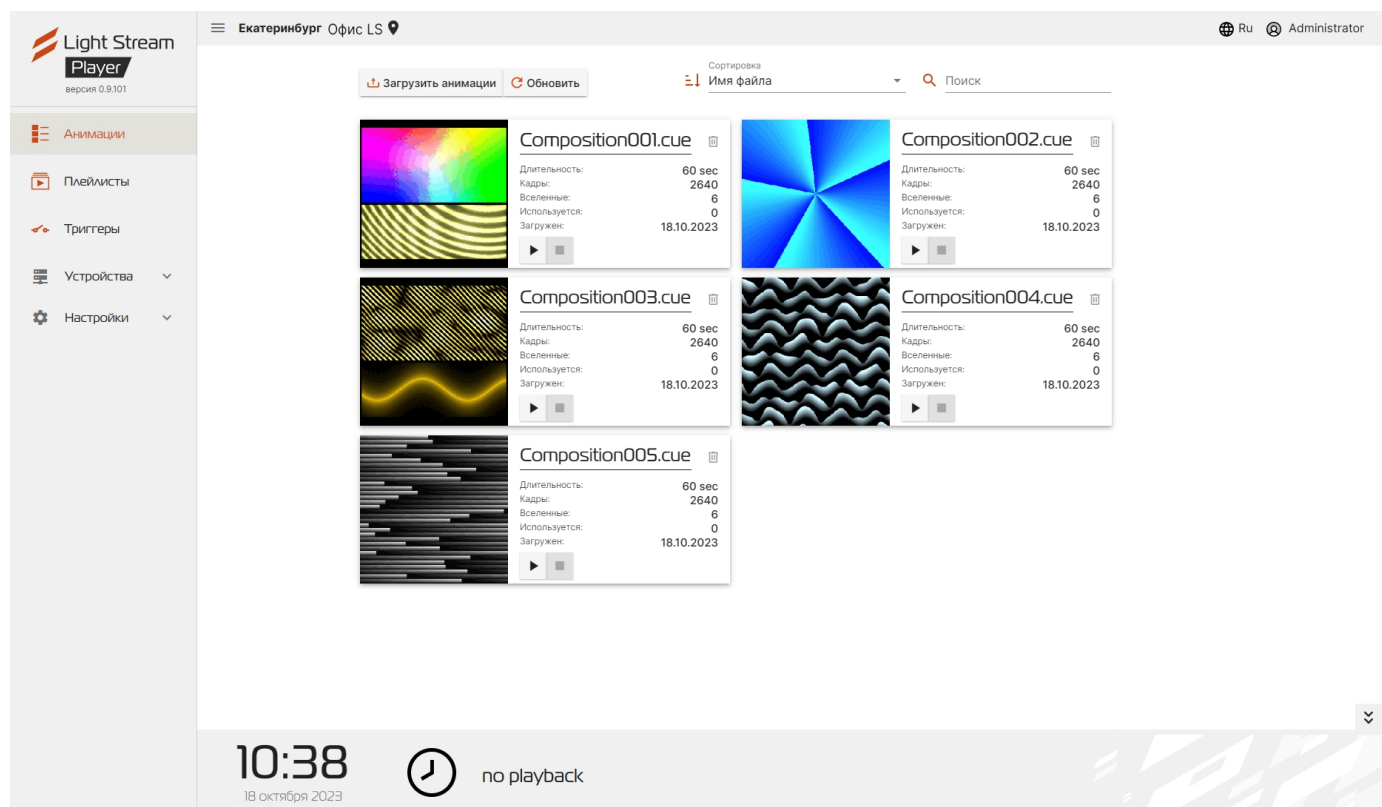 Light Stream
Player
версия 0.9.101
Екатеринбург Офис LS
Ru Administrator
Анимации
Плейлисты
Триггеры
Устройства
Настройки
Загрузить анимации Обновить
Сортировка
Имя файла
Поиск
Composition001.cue
Длительность: 60 sec
Кадры: 2640
Вселенные: 6
Используется: 0
Загружен: 18.10.2023
Composition002.cue
Длительность: 60 sec
Кадры: 2640
Вселенные: 6
Используется: 0
Загружен: 18.10.2023
Composition003.cue
Длительность: 60 sec
Кадры: 2640
Вселенные: 6
Используется: 0
Загружен: 18.10.2023
Composition004.cue
Длительность: 60 sec
Кадры: 2640
Вселенные: 6
Используется: 0
Загружен: 18.10.2023
Composition005.cue
Длительность: 60 sec
Кадры: 2640
Вселенные: 6
Используется: 0
Загружен: 18.10.2023
10:38
18 октября 2023
no playback